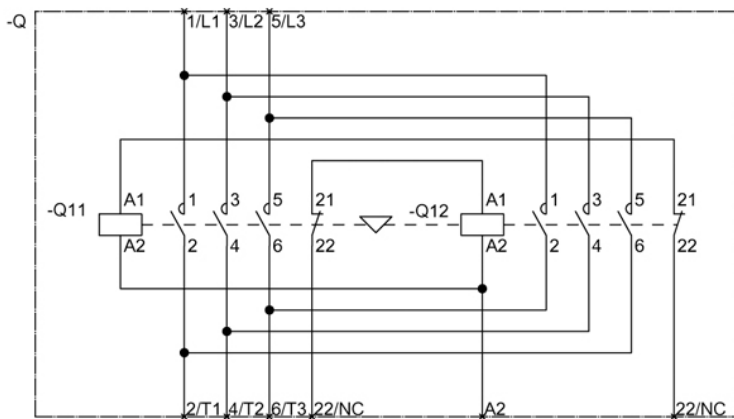 -Q 1/L1 3/L2 5/L3
-Q11 A1 1 3 5 21 -Q12 A1 1 3 5 21
A2 2 4 6 22 A2 2 4 6 22
2/T1 4/T2 6/T3 22/NC A2 22/NC